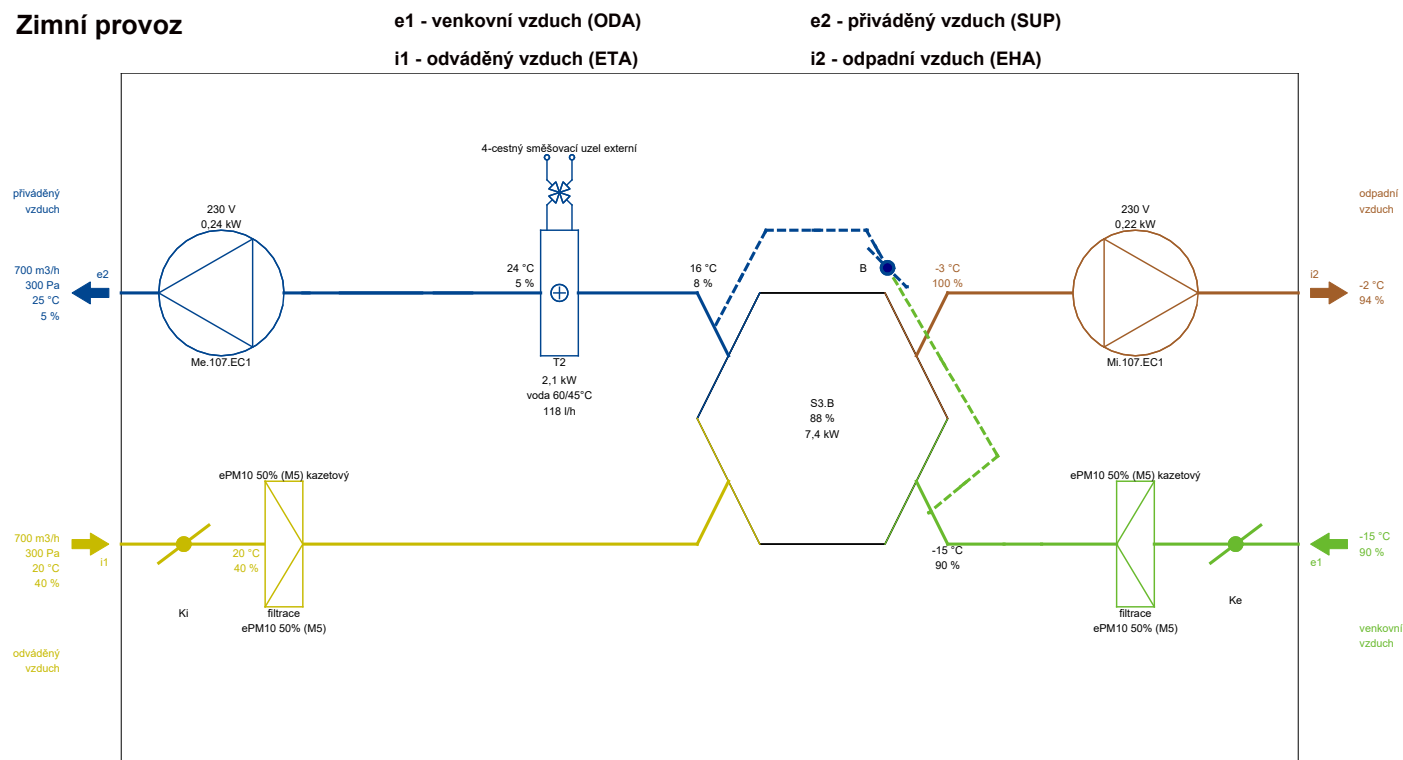 Zimní provoz
e1 - venkovní vzduch (ODA)
e2 - přiváděný vzduch (SUP)
i1 - odváděný vzduch (ETA)
i2 - odpadní vzduch (EHA)
4-cestný směšovací uzel externí
přiváděný
vzduch
230 V
0,24 kW
230 V
0,22 kW
odpadní
vzduch
700 m3/h
300 Pa
25 °C
5 %
e2
24 °C
5 %
16 °C
8 %
B
-3 °C
100 %
i2
-2 °C
94 %
Me.107.EC1
T2
2,1 kW
voda 60/45°C
118 l/h
Mi.107.EC1
S3.B
88 %
7,4 kW
ePM10 50% (M5) kazetový
ePM10 50% (M5) kazetový
700 m3/h
300 Pa
20 °C
40 %
i1
20 °C
40 %
-15 °C
90 %
-15 °C
90 %
e1
Ki
filtrace
ePM10 50% (M5)
filtrace
ePM10 50% (M5)
Ke
odváděný
vzduch
venkovní
vzduch